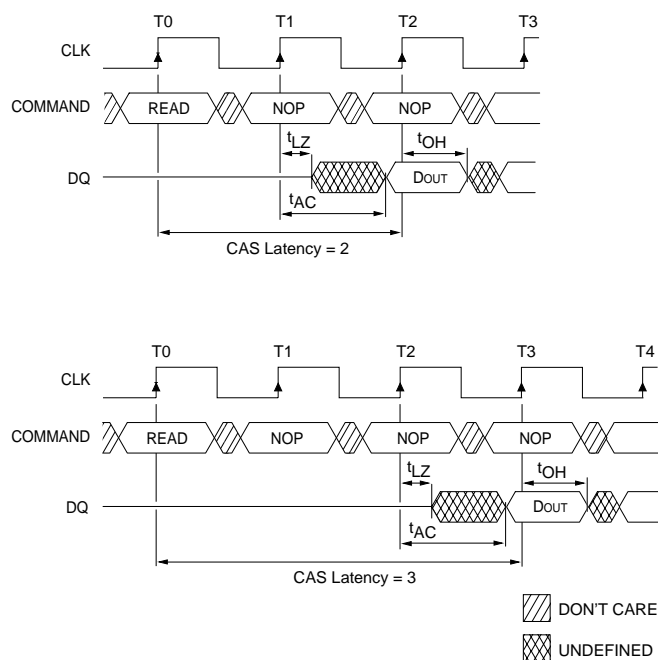 T0 T1 T2 T3
CLK
COMMAND READ NOP NOP
tLZ tOH
DQ DOUT
tAC
CAS Latency = 2
T0 T1 T2 T3 T4
CLK
COMMAND READ NOP NOP NOP
tLZ tOH
DQ DOUT
tAC
CAS Latency = 3
DON'T CARE
UNDEFINED